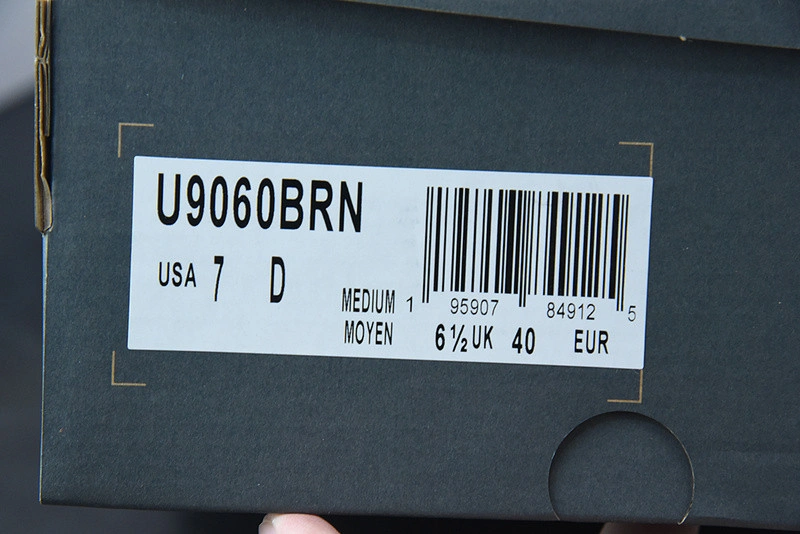 U9060BRN
USA 7 D
MEDIUM
MOYEN
1 95907 84912 5
6½ UK 40 EUR